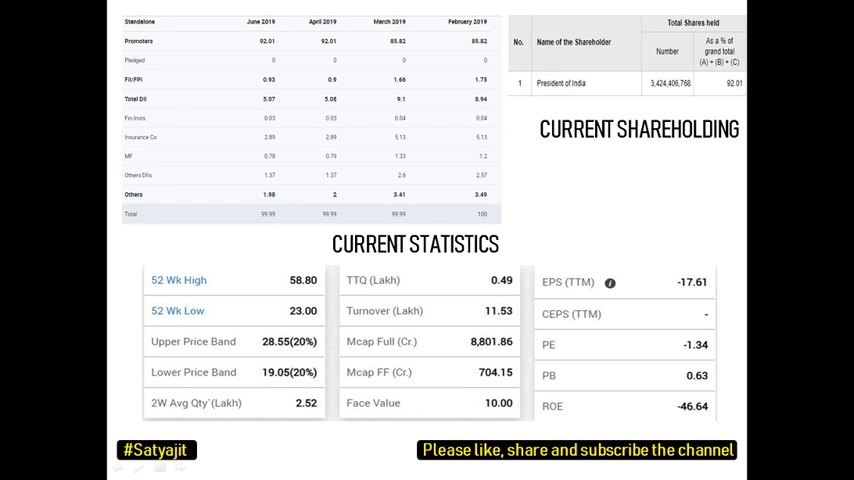 Standalone June 2019 April 2019 March 2019 February 2019
Promoters 92.01 92.01 85.82 85.82
Pledged 0 0 0 0
FII/FPI 0.93 0.9 1.66 1.75
Total DII 5.07 5.08 9.1 8.94
Fin.Insts 0.03 0.03 0.04 0.04
Insurance Co 2.89 2.89 5.13 5.13
MF 0.78 0.79 1.33 1.2
Others DIIs 1.37 1.37 2.6 2.57
Others 1.98 2 3.41 3.49
Total 99.99 99.99 99.99 100
Total Shares held
No. Name of the Shareholder Number As a % of
grand total
(A) + (B) + (C)
1 President of India 3,424,406,768 92.01
CURRENT SHAREHOLDING
CURRENT STATISTICS
52 Wk High 58.80
52 Wk Low 23.00
Upper Price Band 28.55(20%)
Lower Price Band 19.05(20%)
2W Avg Qty`(Lakh) 2.52
TTQ (Lakh) 0.49
Turnover (Lakh) 11.53
Mcap Full (Cr.) 8,801.86
Mcap FF (Cr.) 704.15
Face Value 10.00
EPS (TTM) i -17.61
CEPS (TTM) -
PE -1.34
PB 0.63
ROE -46.64
#Satyajit
Please like, share and subscribe the channel